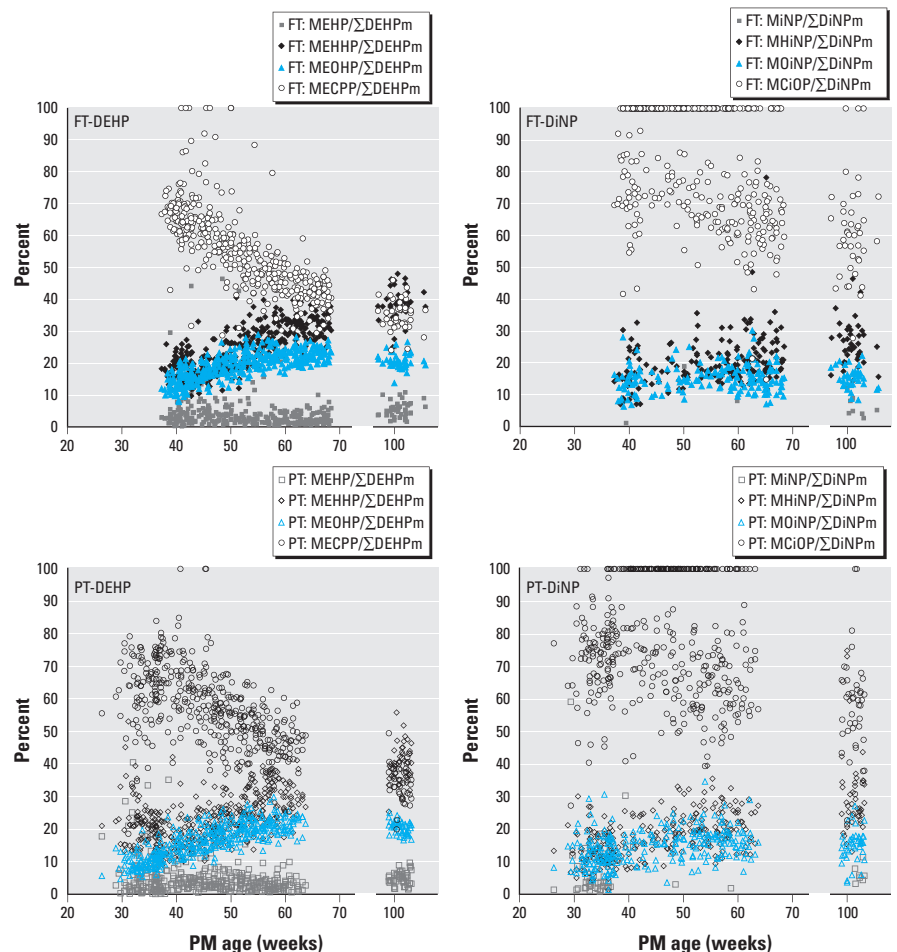 FT: MEHP/∑DEHPm
FT: MEHHP/∑DEHPm
FT: MEOHP/∑DEHPm
FT: MECPP/∑DEHPm
FT: MiNP/∑DiNPm
FT: MHiNP/∑DiNPm
FT: MOiNP/∑DiNPm
FT: MCiOP/∑DiNPm
FT-DEHP
100
90
80
70
60
50
40
30
20
10
0
Percent
20 30 40 50 60 70 100
FT-DiNP
100
90
80
70
60
50
40
30
20
10
0
Percent
20 30 40 50 60 70 100
PT: MEHP/∑DEHPm
PT: MEHHP/∑DEHPm
PT: MEOHP/∑DEHPm
PT: MECPP/∑DEHPm
PT: MiNP/∑DiNPm
PT: MHiNP/∑DiNPm
PT: MOiNP/∑DiNPm
PT: MCiOP/∑DiNPm
PT-DEHP
100
90
80
70
60
50
40
30
20
10
0
Percent
20 30 40 50 60 70 100
PM age (weeks)
PT-DiNP
100
90
80
70
60
50
40
30
20
10
0
Percent
20 30 40 50 60 70 100
PM age (weeks)